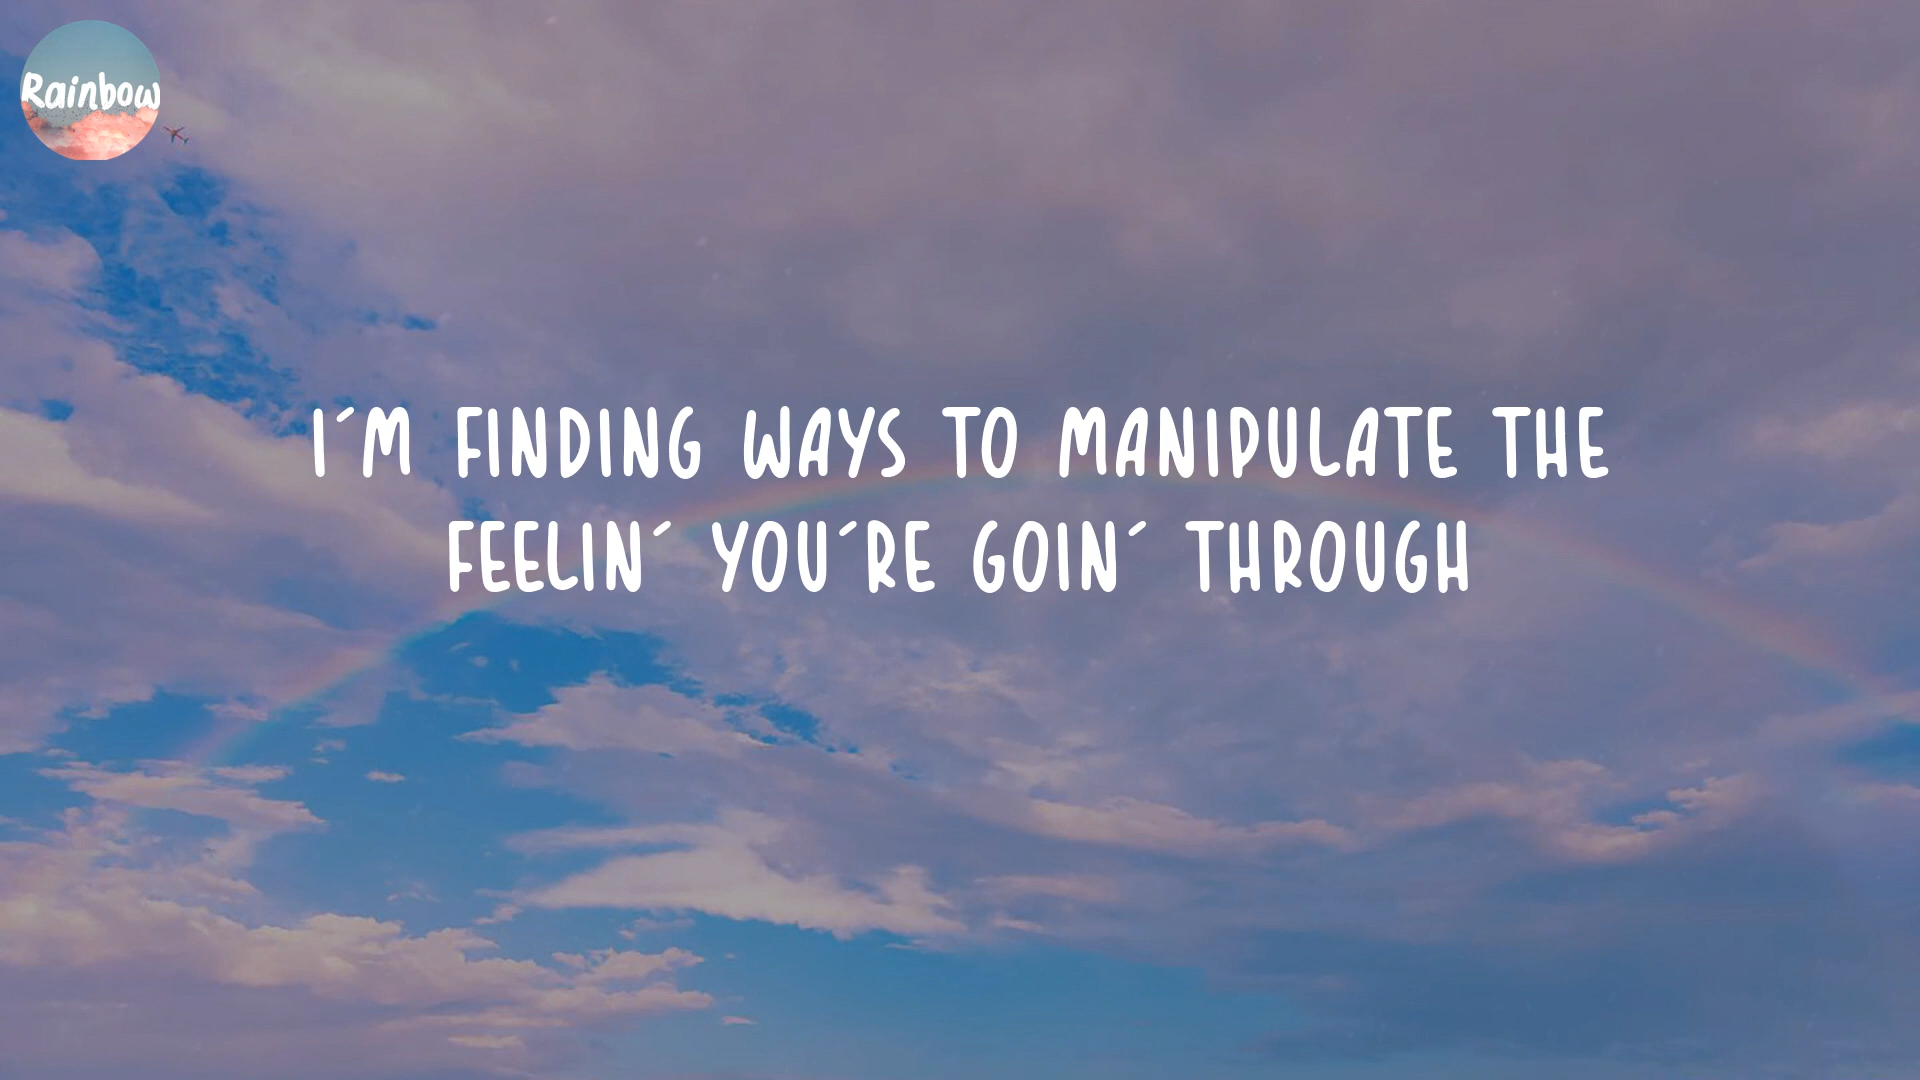 Rainbow
I´M FINDING WAYS TO MANIPULATE THE
FEELIN´ YOU´RE GOIN´ THROUGH